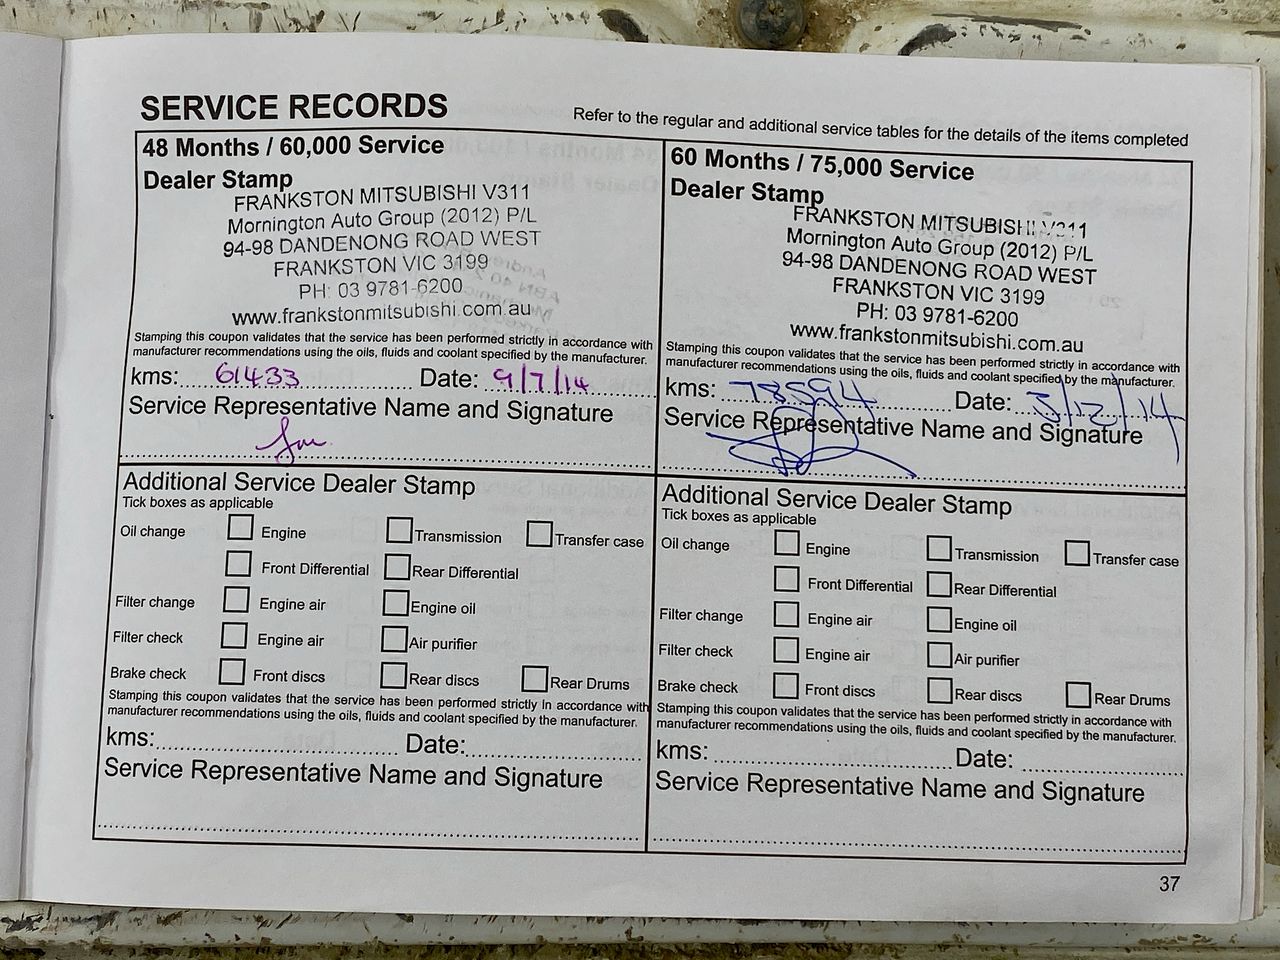 SERVICE RECORDS
Refer to the regular and additional service tables for the details of the items completed
48 Months / 60,000 Service
Dealer Stamp
FRANKSTON MITSUBISHI V311
Mornington Auto Group (2012) P/L
94-98 DANDENONG ROAD WEST
FRANKSTON VIC 3199
PH: 03 9781-6200
www.frankstonmitsubishi.com.au
Stamping this coupon validates that the service has been performed strictly in accordance with
manufacturer recommendations using the oils, fluids and coolant specified by the manufacturer.
kms: 61433 Date: 9/7/14
Service Representative Name and Signature
Additional Service Dealer Stamp
Tick boxes as applicable
Oil change Engine Transmission Transfer case
Front Differential Rear Differential
Filter change Engine air Engine oil
Filter check Engine air Air purifier
Brake check Front discs Rear discs Rear Drums
Stamping this coupon validates that the service has been performed strictly in accordance with
manufacturer recommendations using the oils, fluids and coolant specified by the manufacturer.
kms: Date:
Service Representative Name and Signature
60 Months / 75,000 Service
Dealer Stamp
FRANKSTON MITSUBISHI V311
Mornington Auto Group (2012) P/L
94-98 DANDENONG ROAD WEST
FRANKSTON VIC 3199
PH: 03 9781-6200
www.frankstonmitsubishi.com.au
Stamping this coupon validates that the service has been performed strictly in accordance with
manufacturer recommendations using the oils, fluids and coolant specified by the manufacturer.
kms: 78594 Date: 3/12/14
Service Representative Name and Signature
Additional Service Dealer Stamp
Tick boxes as applicable
Oil change Engine Transmission Transfer case
Front Differential Rear Differential
Filter change Engine air Engine oil
Filter check Engine air Air purifier
Brake check Front discs Rear discs Rear Drums
Stamping this coupon validates that the service has been performed strictly in accordance with
manufacturer recommendations using the oils, fluids and coolant specified by the manufacturer.
kms: Date:
Service Representative Name and Signature
37